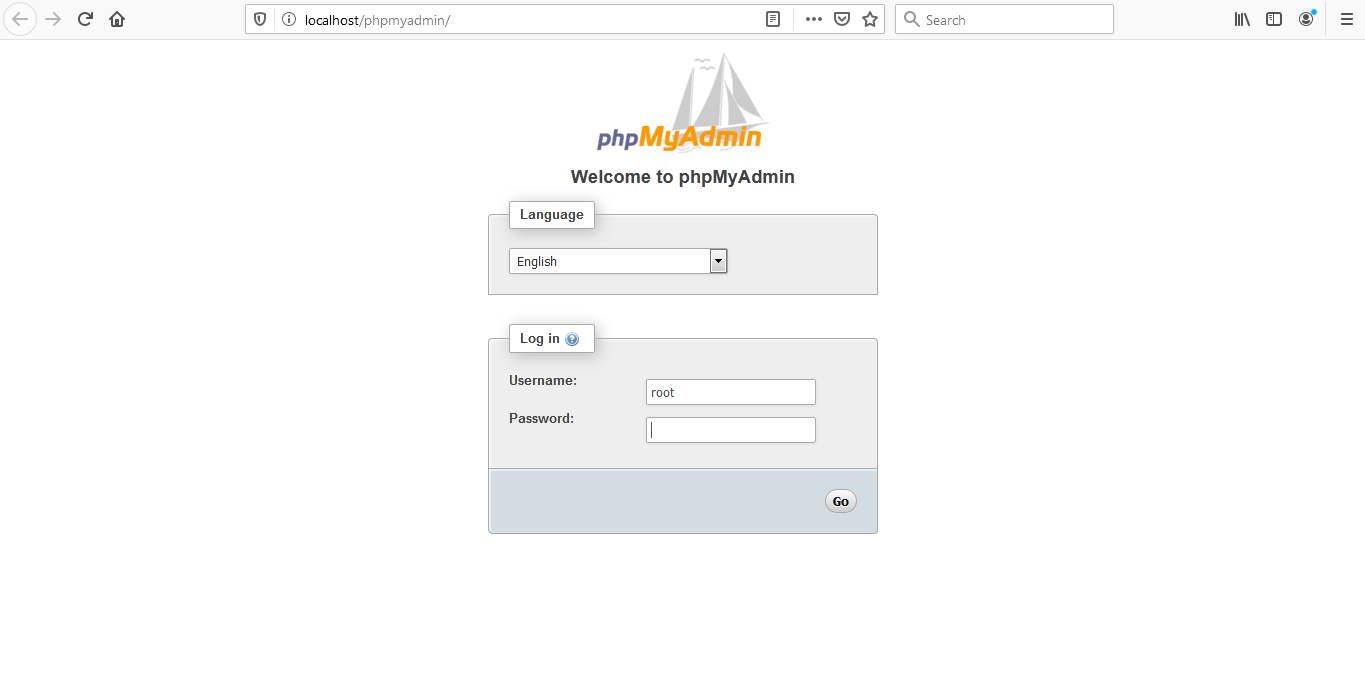 localhost/phpmyadmin/
Search
phpMyAdmin
Welcome to phpMyAdmin
Language
English
Log in
Username:
root
Password:
Go